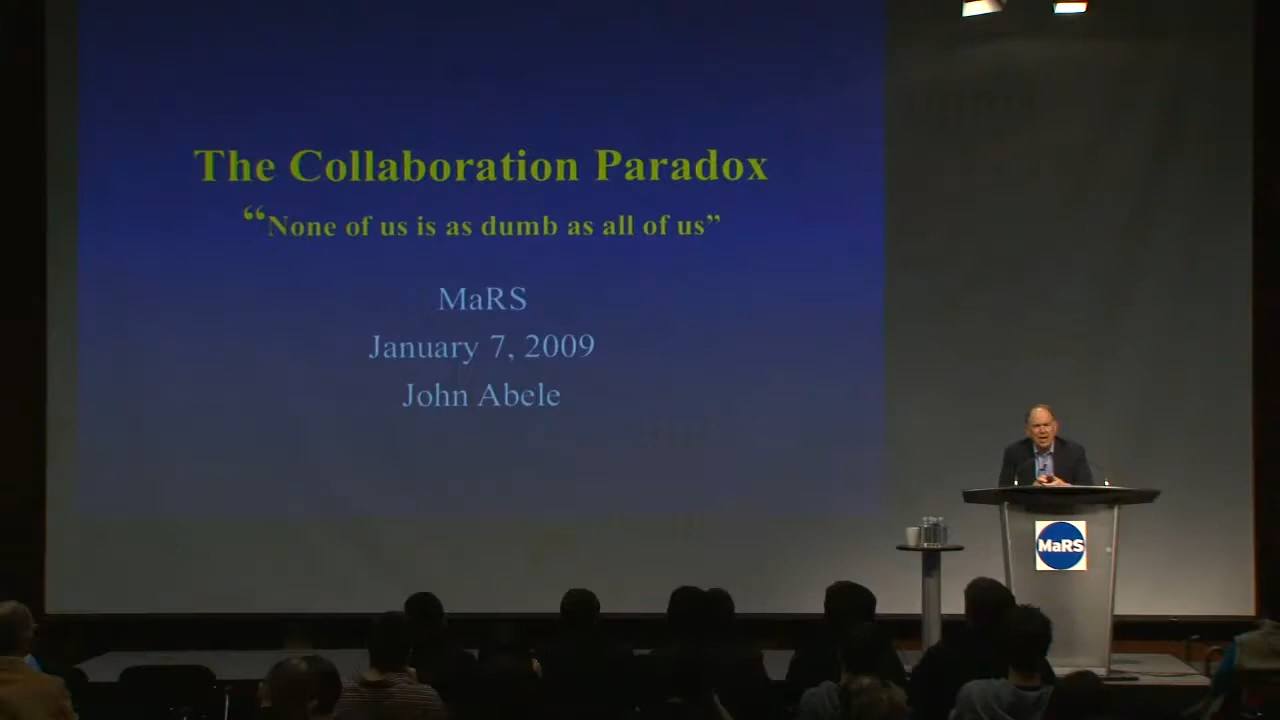 The Collaboration Paradox
“None of us is as dumb as all of us”
MaRS
January 7, 2009
John Abele
MaRS